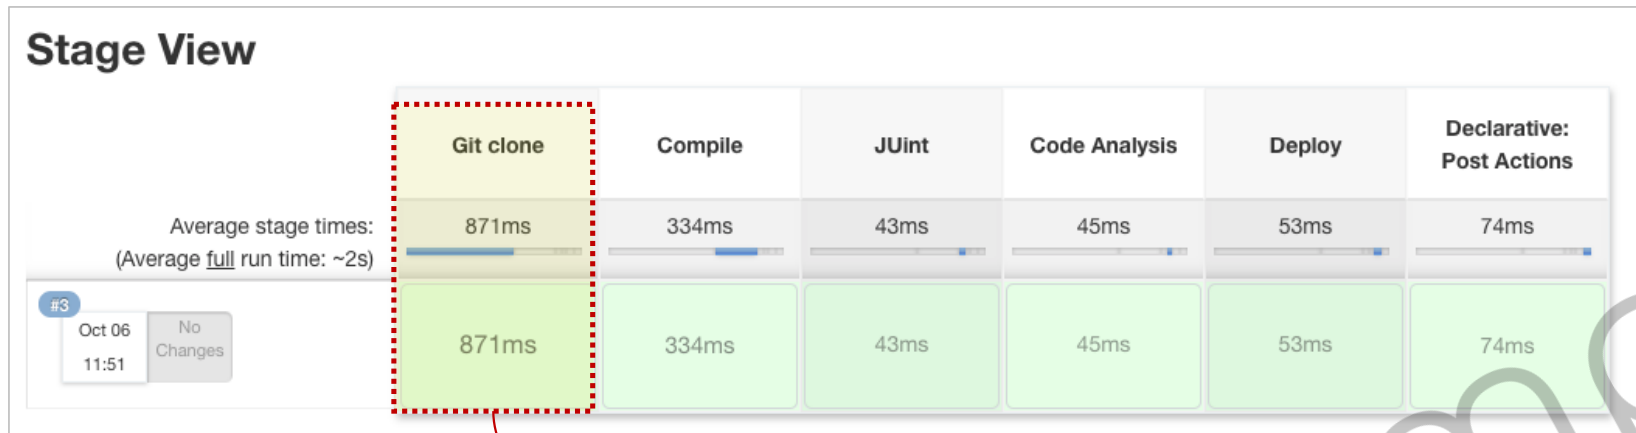 Stage View
Git clone
Compile
JUint
Code Analysis
Deploy
Declarative:
Post Actions
Average stage times:
(Average full run time: ~2s)
871ms
334ms
43ms
45ms
53ms
74ms
#3
Oct 06
11:51
No
Changes
871ms
334ms
43ms
45ms
53ms
74ms